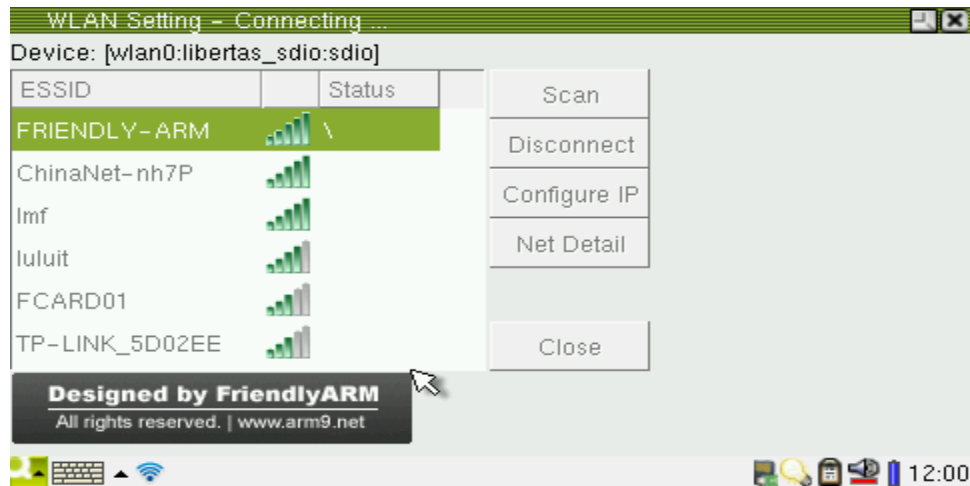 WLAN Setting – Connecting ...
Device: [wlan0:libertas_sdio:sdio]
ESSID Status
FRIENDLY-ARM \
ChinaNet-nh7P
lmf
luluit
FCARD01
TP-LINK_5D02EE
Scan
Disconnect
Configure IP
Net Detail
Close
Designed by FriendlyARM
All rights reserved. | www.arm9.net
12:00